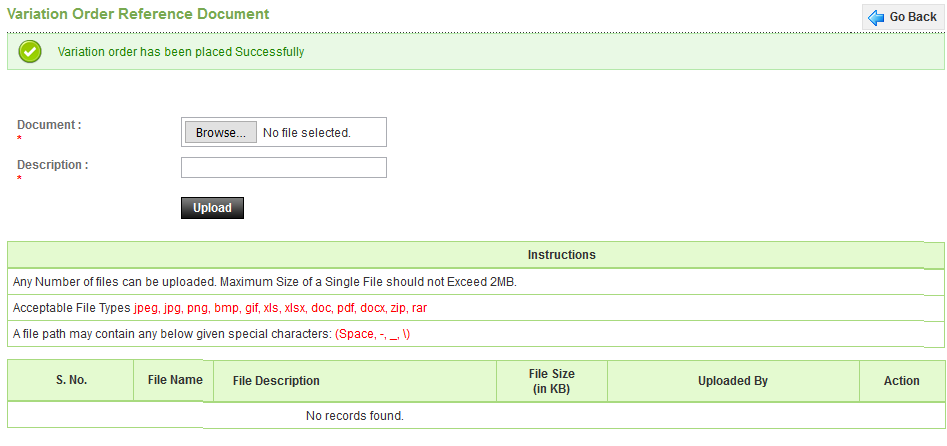 Variation Order Reference Document
Go Back
Variation order has been placed Successfully
Document :
*
Browse... No file selected.
Description :
*
Upload
Instructions
Any Number of files can be uploaded. Maximum Size of a Single File should not Exceed 2MB.
Acceptable File Types jpeg, jpg, png, bmp, gif, xls, xlsx, doc, pdf, docx, zip, rar
A file path may contain any below given special characters: (Space, -, _, \)
S. No. File Name File Description File Size (in KB) Uploaded By Action
No records found.